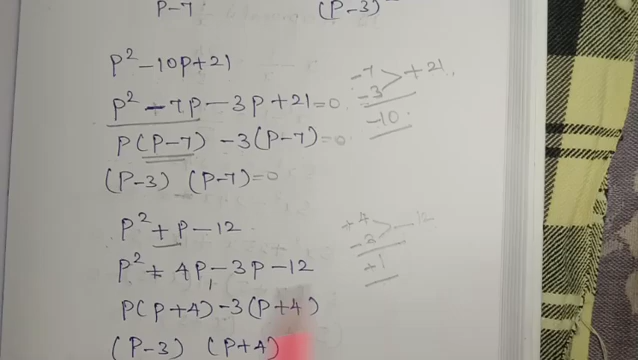 P-7 (P-3)
p² - 10p + 21
-7
-3
+21
-10
p² - 7p - 3p + 21 = 0
p(p-7) - 3(p-7) = 0
(p-3) (p-7) = 0
p² + p - 12
+4
-3
-12
+1
p² + 4p - 3p - 12
p(p+4) - 3(p+4)
(p-3) (p+4)